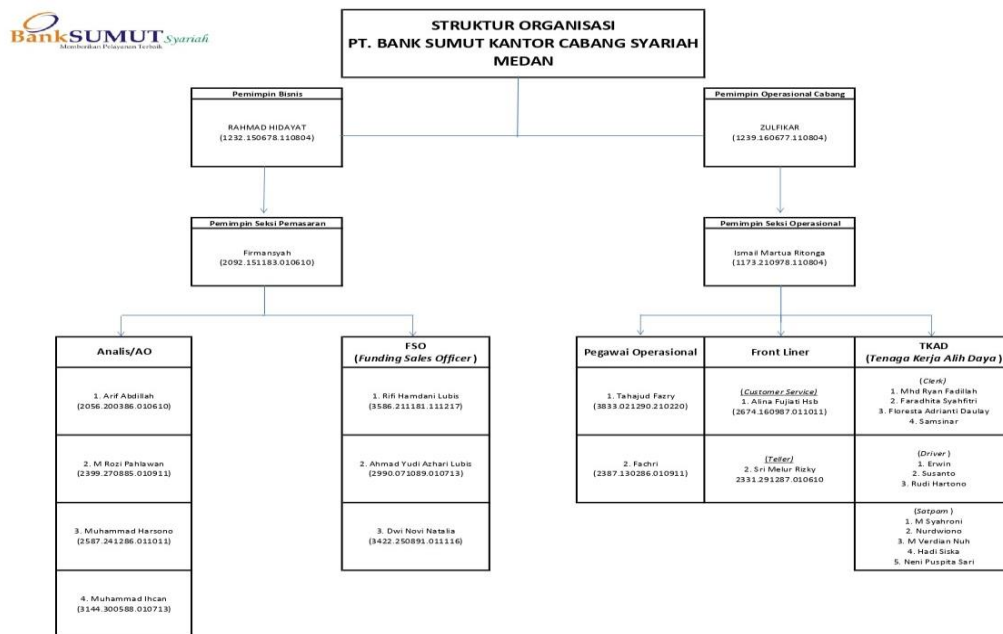 BankSUMUT Syariah
Memberikan Pelayanan Terbaik
STRUKTUR ORGANISASI
PT. BANK SUMUT KANTOR CABANG SYARIAH
MEDAN
Pemimpin Bisnis
RAHMAD HIDAYAT
(1232.150678.110804)
Pemimpin Operasional Cabang
ZULFIKAR
(1239.160677.110804)
Pemimpin Seksi Pemasaran
Firmansyah
(2092.151183.010610)
Pemimpin Seksi Operasional
Ismail Martua Ritonga
(1173.210978.110804)
Analis/AO
1. Arif Abdillah
(2056.200386.010610)
2. M Rozi Pahlawan
(2399.270885.010911)
3. Muhammad Harsono
(2587.241286.011011)
4. Muhammad Ihcan
(3144.300588.010713)
FSO
(Funding Sales Officer)
1. Rifi Hamdani Lubis
(3586.211181.111217)
2. Ahmad Yudi Azhari Lubis
(2990.071089.010713)
3. Dwi Novi Natalia
(3422.250891.011116)
Pegawai Operasional
1. Tahajud Fazry
(3833.021290.210220)
2. Fachri
(2387.130286.010911)
Front Liner
(Customer Service)
1. Alina Fujiati Hsb
(2674.160987.011011)
(Teller)
2. Sri Melur Rizky
2331.291287.010610
TKAD
(Tenaga Kerja Alih Daya)
(Clerk)
1. Mhd Ryan Fadillah
2. Faradhita Syahfitri
3. Floresta Adrianti Daulay
4. Samsinar
(Driver)
1. Erwin
2. Susanto
3. Rudi Hartono
(Satpam)
1. M Syahroni
2. Nurdwiono
3. M Verdian Nuh
4. Hadi Siska
5. Neni Puspita Sari